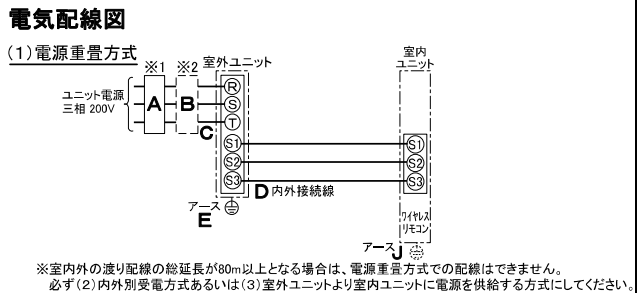 電気配線図
(1)電源重畳方式
※1 ※2 室外ユニット
室内
ユニット
ユニット電源
三相 200V
A B C
R
S
T
S1 S1
S2 S2
S3 S3
D 内外接続線
アース
E
ワイヤレス
リモコン
アース J
※室内外の渡り配線の総延長が80m以上となる場合は、電源重畳方式での配線はできません。
必ず(2)内外別受電方式あるいは(3)室外ユニットより室内ユニットに電源を供給する方式にしてください。